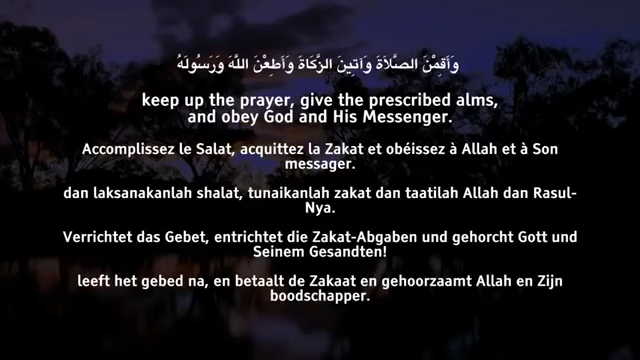 وَأَقِمْنَ الصَّلَاةَ وَآتِينَ الزَّكَاةَ وَأَطِعْنَ اللَّهَ وَرَسُولَهُ
keep up the prayer, give the prescribed alms,
and obey God and His Messenger.
Accomplissez le Salat, acquittez la Zakat et obéissez à Allah et à Son
messager.
dan laksanakanlah shalat, tunaikanlah zakat dan taatilah Allah dan Rasul-
Nya.
Verrichtet das Gebet, entrichtet die Zakat-Abgaben und gehorcht Gott und
Seinem Gesandten!
leeft het gebed na, en betaalt de Zakaat en gehoorzaamt Allah en Zijn
boodschapper.